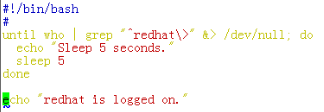 #!/bin/bash
#
until who | grep "^redhat\>" &> /dev/null; do
  echo "Sleep 5 seconds."
  sleep 5
done

echo "redhat is logged on."
~